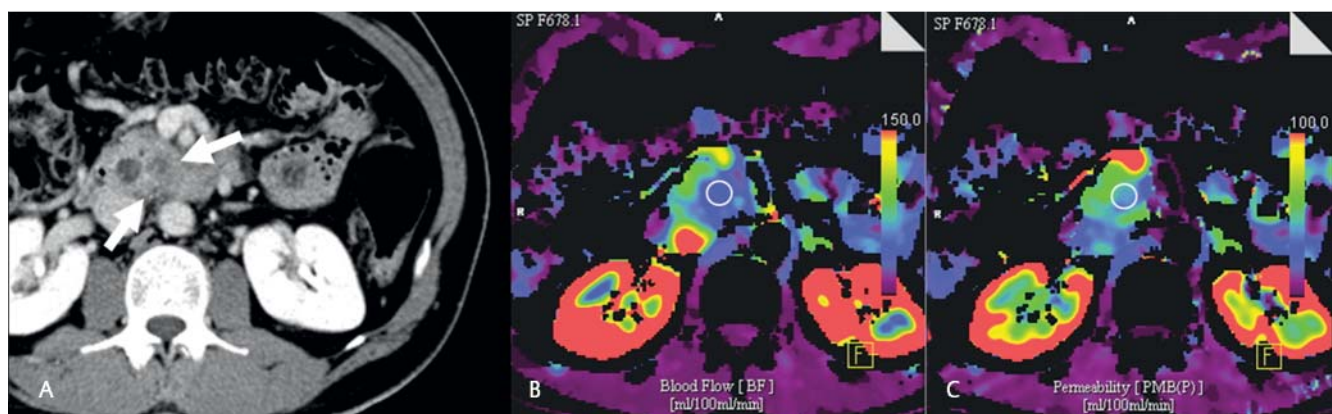 A
SP F678.1
A
R
150.0
F
B
Blood Flow [ BF ]
[ml/100ml/min]
SP F678.1
A
R
100.0
F
C
Permeability [ PMB(P) ]
[ml/100ml/min]